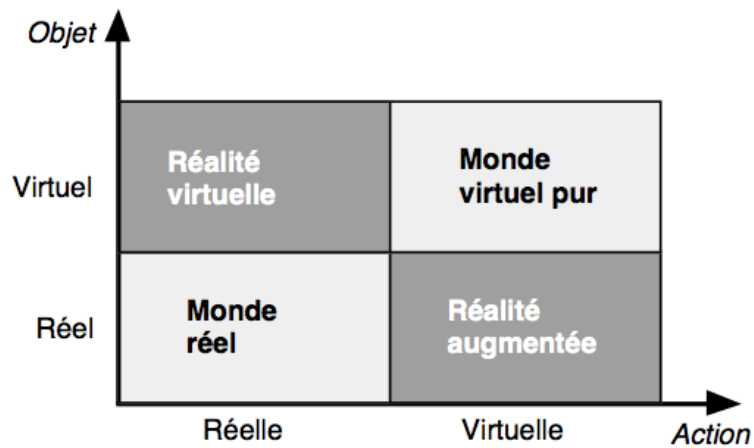 Objet
Réalité
virtuelle
Monde
virtuel pur
Virtuel
Monde
réel
Réalité
augmentée
Réel
Réelle
Virtuelle
Action